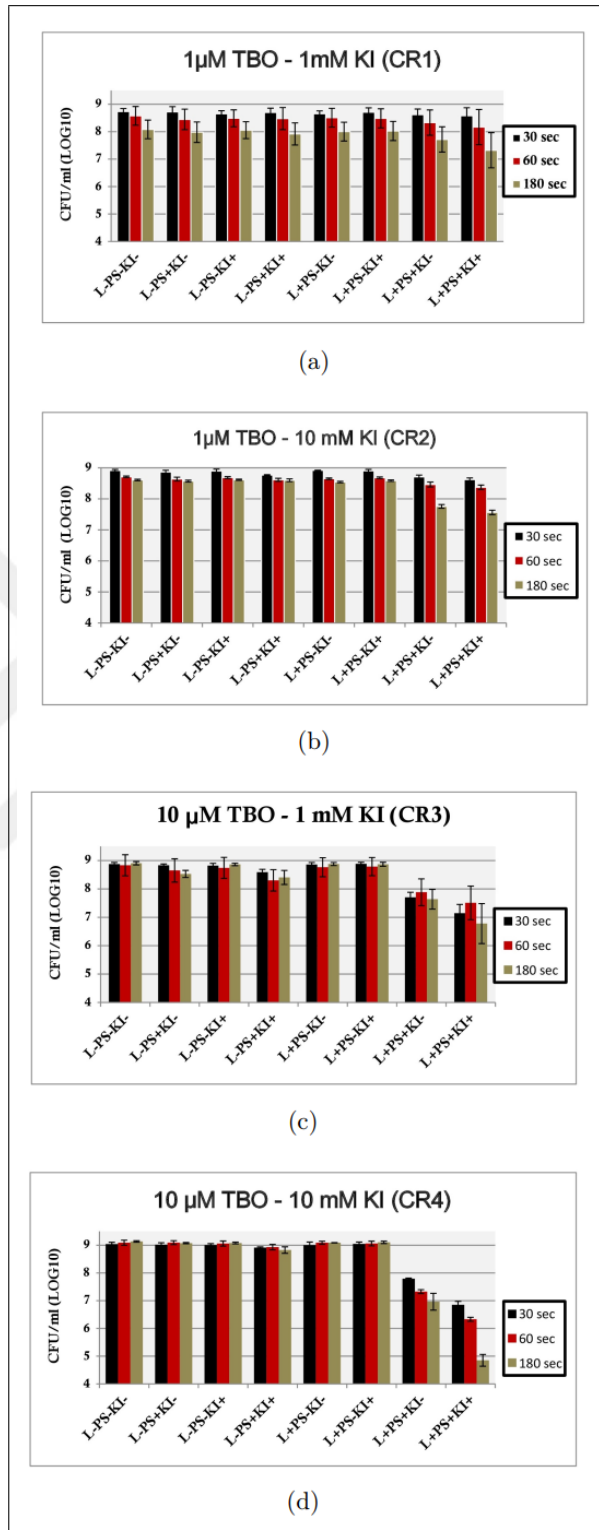 1µM TBO - 1mM KI (CR1)
CFU/ml (LOG10)
9
8
7
6
5
4
30 sec
60 sec
180 sec
L-PS-KI-
L-PS+KI-
L-PS-KI+
L-PS+KI+
L+PS-KI-
L+PS-KI+
L+PS+KI-
L+PS+KI+
(a)
1µM TBO - 10 mM KI (CR2)
CFU/ml (LOG10)
9
8
7
6
5
4
30 sec
60 sec
180 sec
L-PS-KI-
L-PS+KI-
L-PS-KI+
L-PS+KI+
L+PS-KI-
L+PS-KI+
L+PS+KI-
L+PS+KI+
(b)
10 µM TBO - 1 mM KI (CR3)
CFU/ml (LOG10)
9
8
7
6
5
4
30 sec
60 sec
180 sec
L-PS-KI-
L-PS+KI-
L-PS-KI+
L-PS+KI+
L+PS-KI-
L+PS-KI+
L+PS+KI-
L+PS+KI+
(c)
10 µM TBO - 10 mM KI (CR4)
CFU/ml (LOG10)
9
8
7
6
5
4
30 sec
60 sec
180 sec
L-PS-KI-
L-PS+KI-
L-PS-KI+
L-PS+KI+
L+PS-KI-
L+PS-KI+
L+PS+KI-
L+PS+KI+
(d)